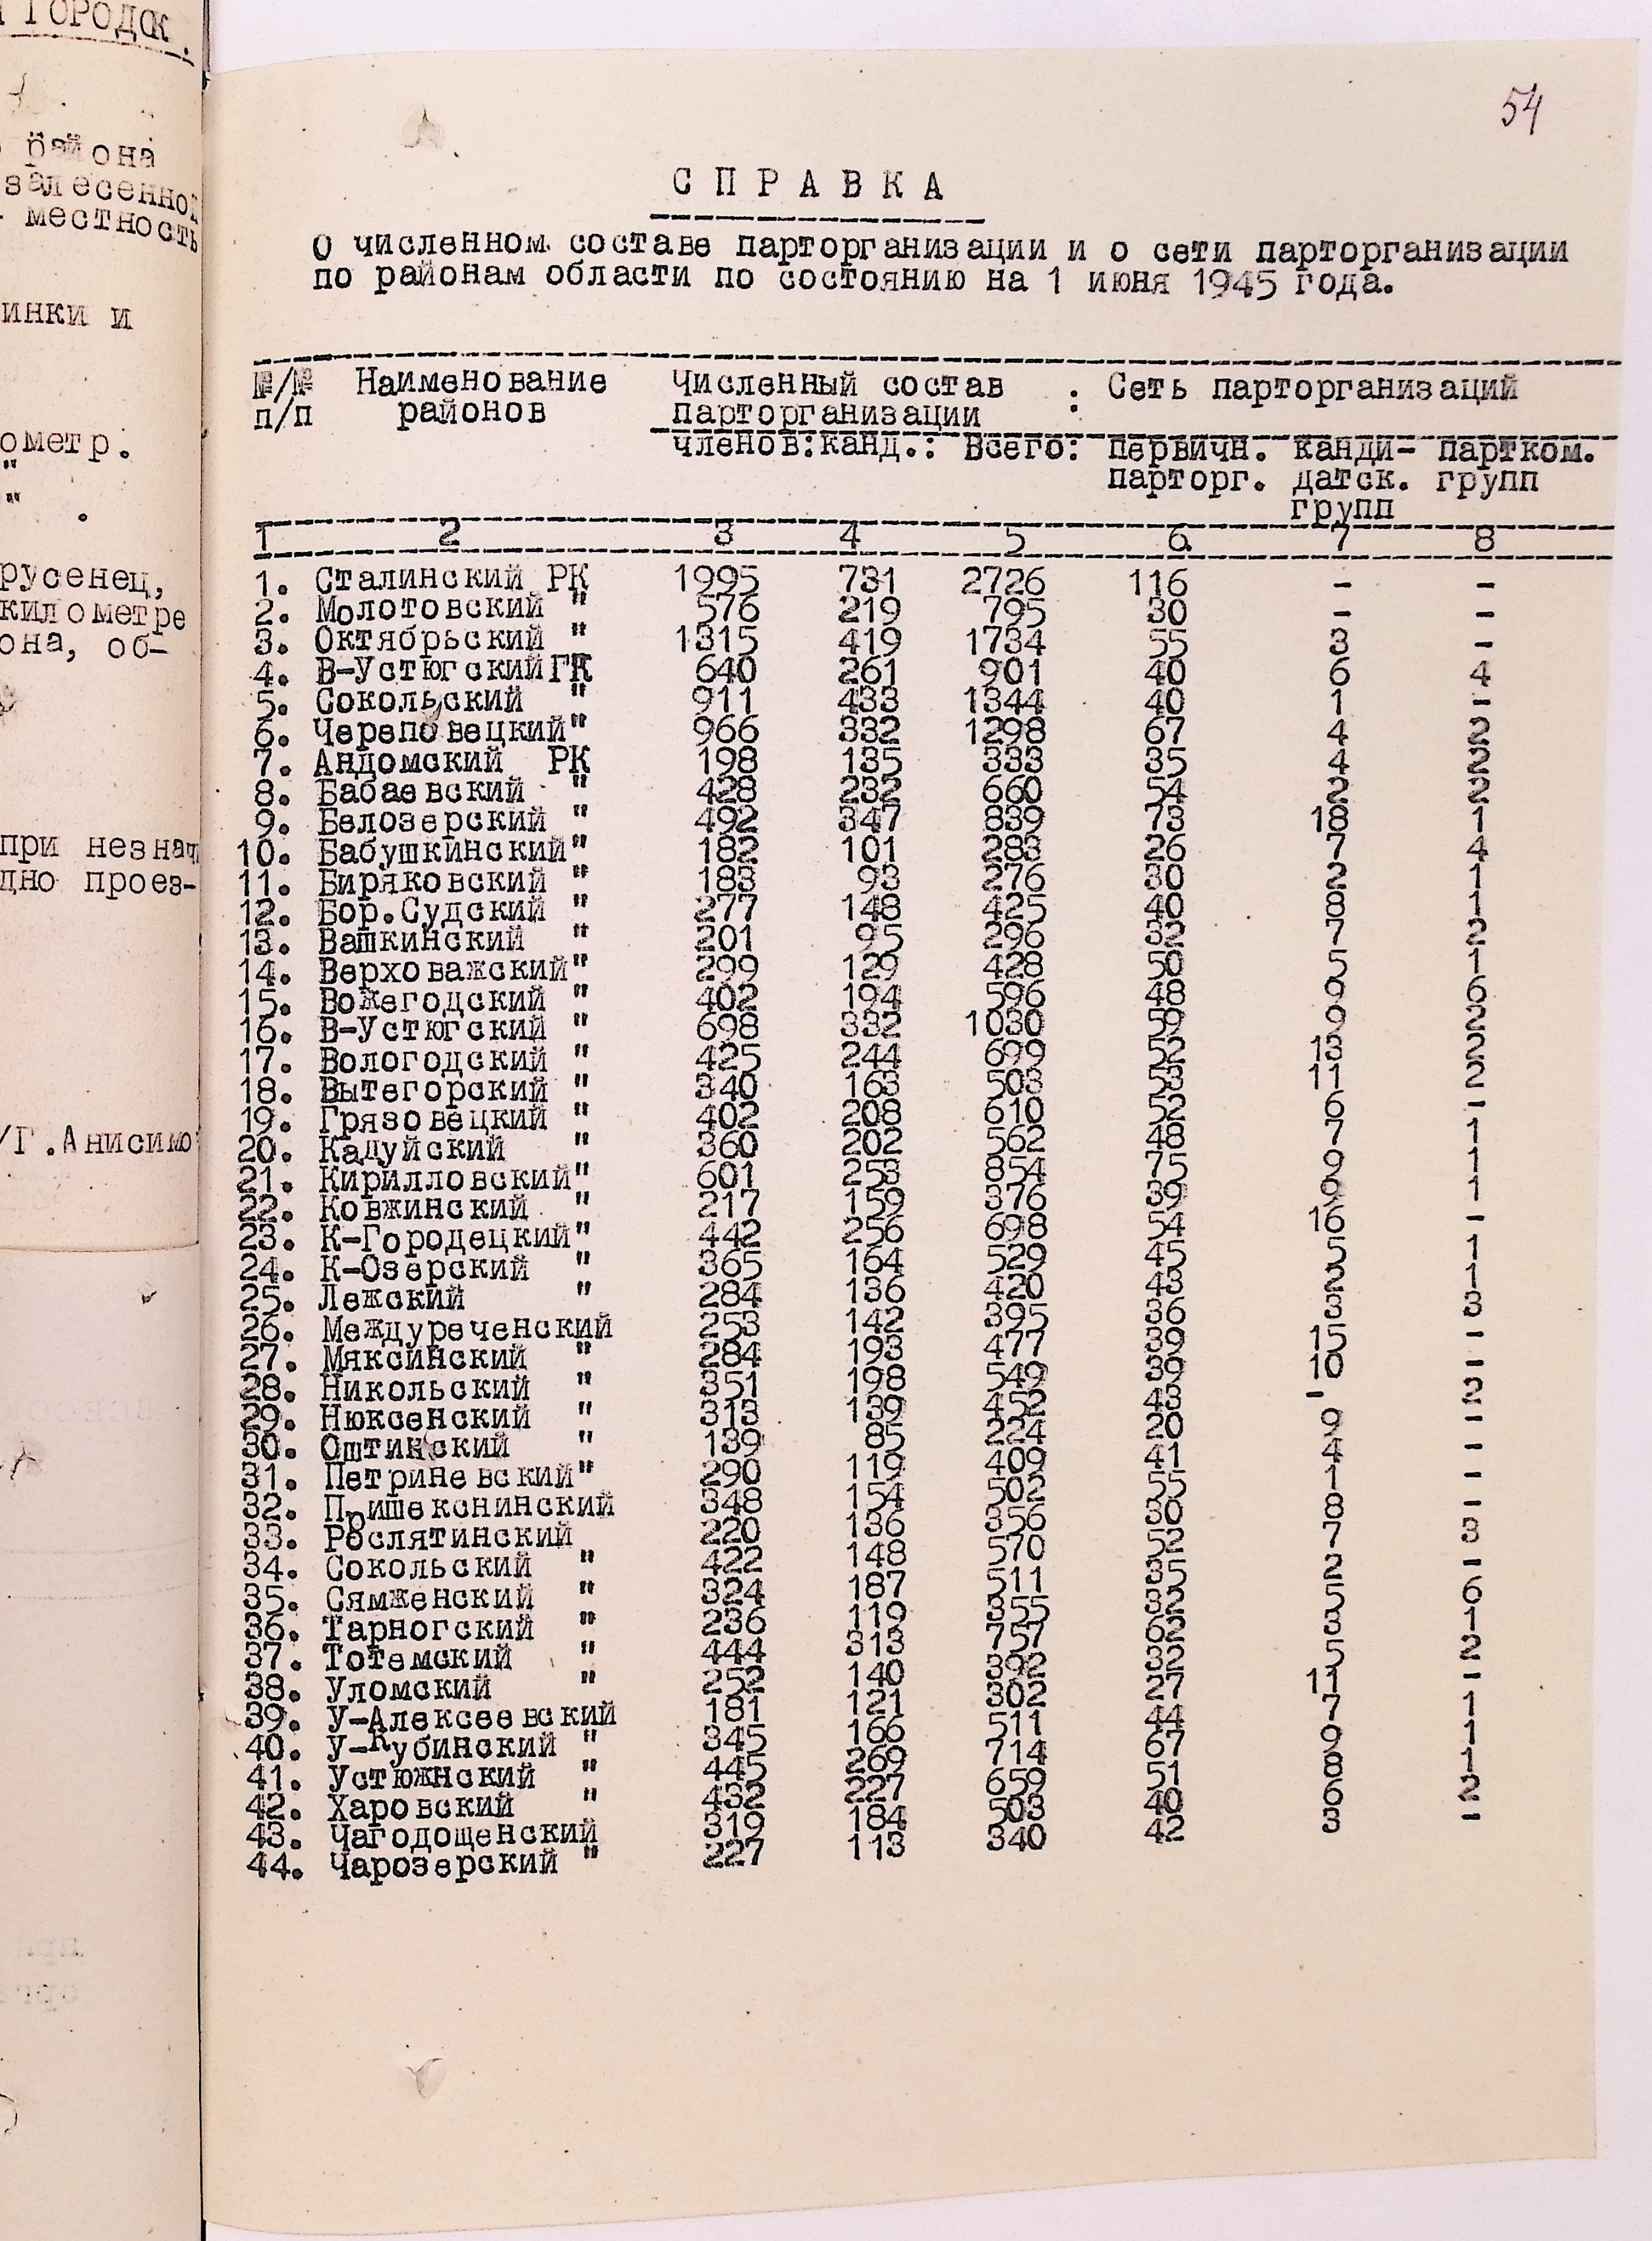 ГОРОДСК.
района
залесенной
местность
инки и
ометр.
"
" .
русенец,
километре
она, об-
при незнач
дно проез-
/Г.Анисимо
54
СПРАВКА
О численном составе парторганизации и о сети парторганизации
по районам области по состоянию на 1 июня 1945 года.
№/№ Наименование Численный состав : Сеть парторганизаций
п/п районов парторганизации :
членов:канд.: Всего: первичн. канди- партком.
парторг. датск. групп
групп
1 2 3 4 5 6 7 8
1. Сталинский РК 1995 731 2726 116 - -
2. Молотовский " 576 219 795 30 - -
3. Октябрьский " 1315 419 1734 55 3 -
4. В-Устюгский ГК 640 261 901 40 6 4
5. Сокольский " 911 433 1344 40 1 -
6. Череповецкий " 966 332 1298 67 4 2
7. Андомский РК 198 135 333 35 4 2
8. Бабаевский " 428 232 660 54 2 2
9. Белозерский " 492 347 839 73 18 1
10. Бабушкинский " 182 101 283 26 7 4
11. Биряковский " 183 93 276 30 2 1
12. Бор.Судский " 277 148 425 40 8 1
13. Вашкинский " 201 95 296 32 7 2
14. Верховажский " 299 129 428 50 5 1
15. Вожегодский " 402 194 596 48 9 6
16. В-Устюгский " 698 332 1030 59 9 2
17. Вологодский " 425 244 699 52 13 2
18. Вытегорский " 340 163 503 53 11 2
19. Грязовецкий " 402 208 610 52 6 -
20. Кадуйский " 360 202 562 48 7 1
21. Кирилловский " 601 253 854 75 9 1
22. Ковжинский " 217 159 376 39 9 1
23. К-Городецкий " 442 256 698 54 16 -
24. К-Озерский " 365 164 529 45 5 1
25. Лежский " 284 136 420 43 2 1
26. Междуреченский 253 142 395 36 3 3
27. Мяксинский " 284 193 477 39 15 -
28. Никольский " 351 198 549 39 10 -
29. Нюксенский " 313 139 452 43 - 2
30. Оштинский " 139 85 224 20 9 -
31. Петриневский " 290 119 409 41 4 -
32. Пришекснинский 348 154 502 55 1 -
33. Рослятинский 220 136 356 30 8 -
34. Сокольский " 422 148 570 52 7 3
35. Сямженский " 324 187 511 35 2 -
36. Тарногский " 236 119 355 32 5 6
37. Тотемский " 444 313 757 62 3 1
38. Уломский " 252 140 392 32 5 2
39. У-Алексеевский 181 121 302 27 11 -
40. У-Кубинский " 345 166 511 44 7 1
41. Устюжнский " 445 269 714 67 9 1
42. Харовский " 432 227 659 51 8 1
43. Чагодощенский 319 184 503 40 6 2
44. Чарозерский " 227 113 340 42 3 -